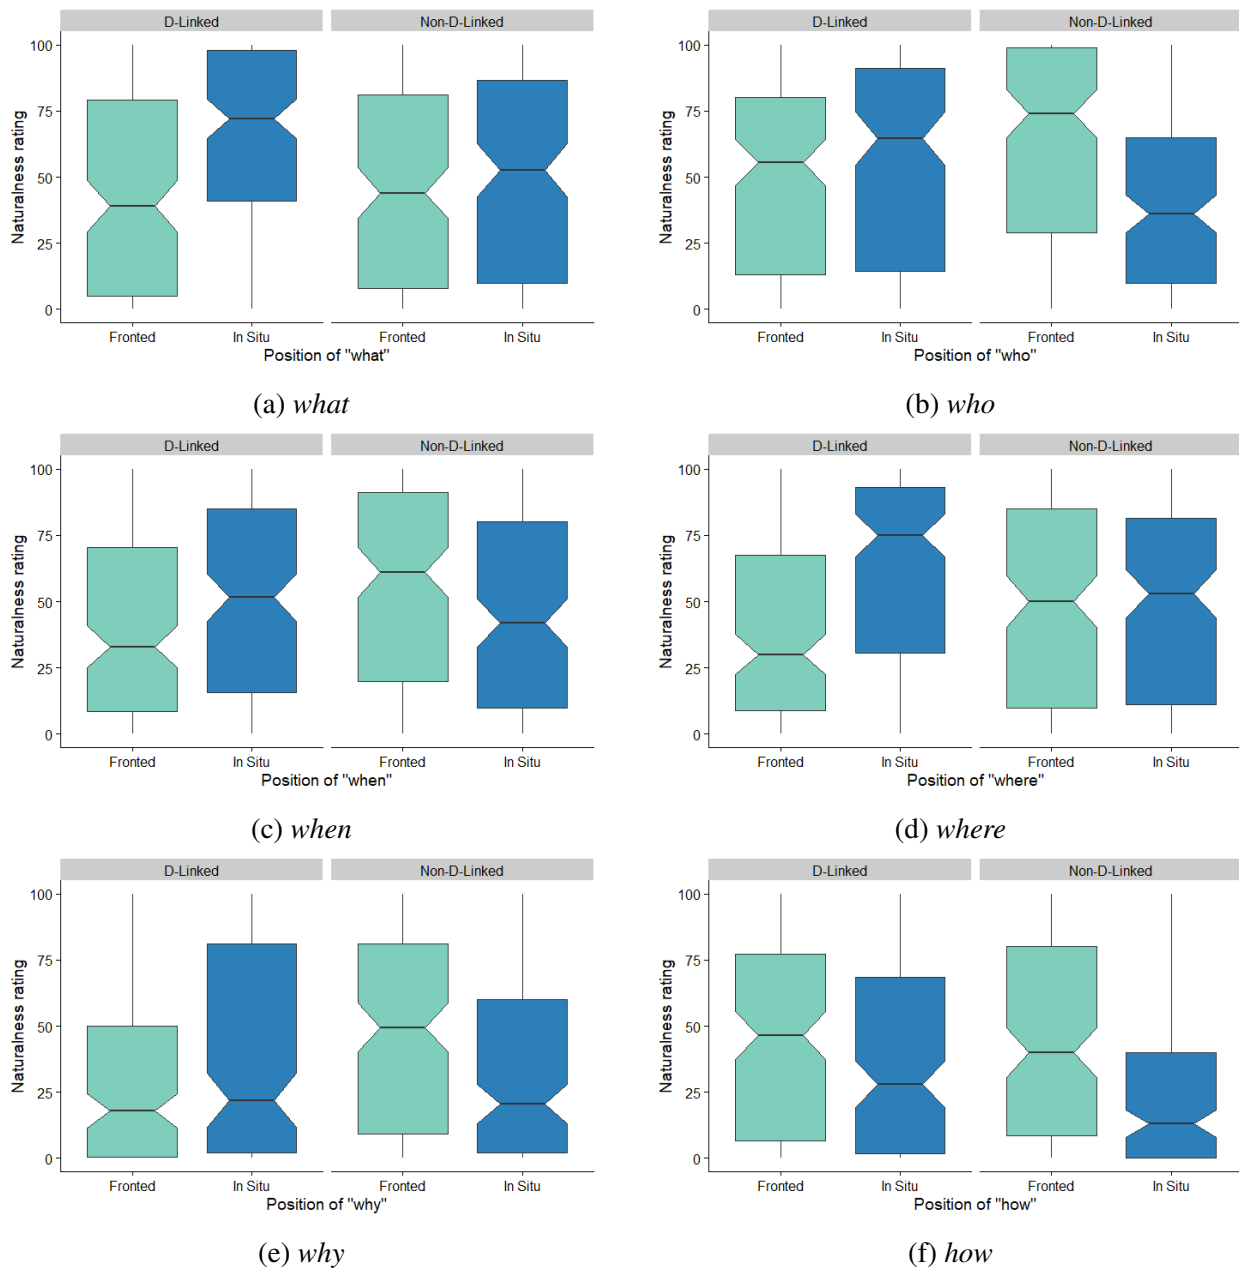 D-Linked Non-D-Linked
100
75
50
25
0
Naturalness rating
Fronted In Situ Fronted In Situ
Position of "what"
(a) what
D-Linked Non-D-Linked
100
75
50
25
0
Naturalness rating
Fronted In Situ Fronted In Situ
Position of "who"
(b) who
D-Linked Non-D-Linked
100
75
50
25
0
Naturalness rating
Fronted In Situ Fronted In Situ
Position of "when"
(c) when
D-Linked Non-D-Linked
100
75
50
25
0
Naturalness rating
Fronted In Situ Fronted In Situ
Position of "where"
(d) where
D-Linked Non-D-Linked
100
75
50
25
0
Naturalness rating
Fronted In Situ Fronted In Situ
Position of "why"
(e) why
D-Linked Non-D-Linked
100
75
50
25
0
Naturalness rating
Fronted In Situ Fronted In Situ
Position of "how"
(f) how